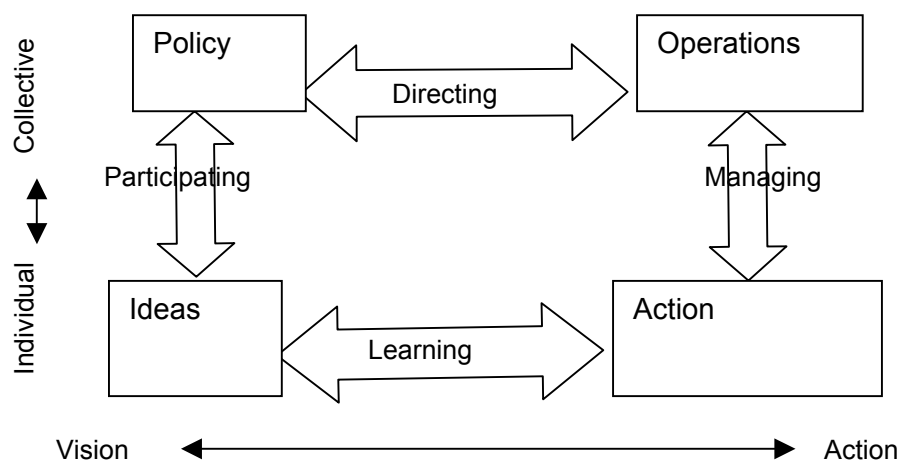 Policy
Operations
Collective
Directing
Participating
Managing
Individual
Ideas
Action
Learning
Vision
Action